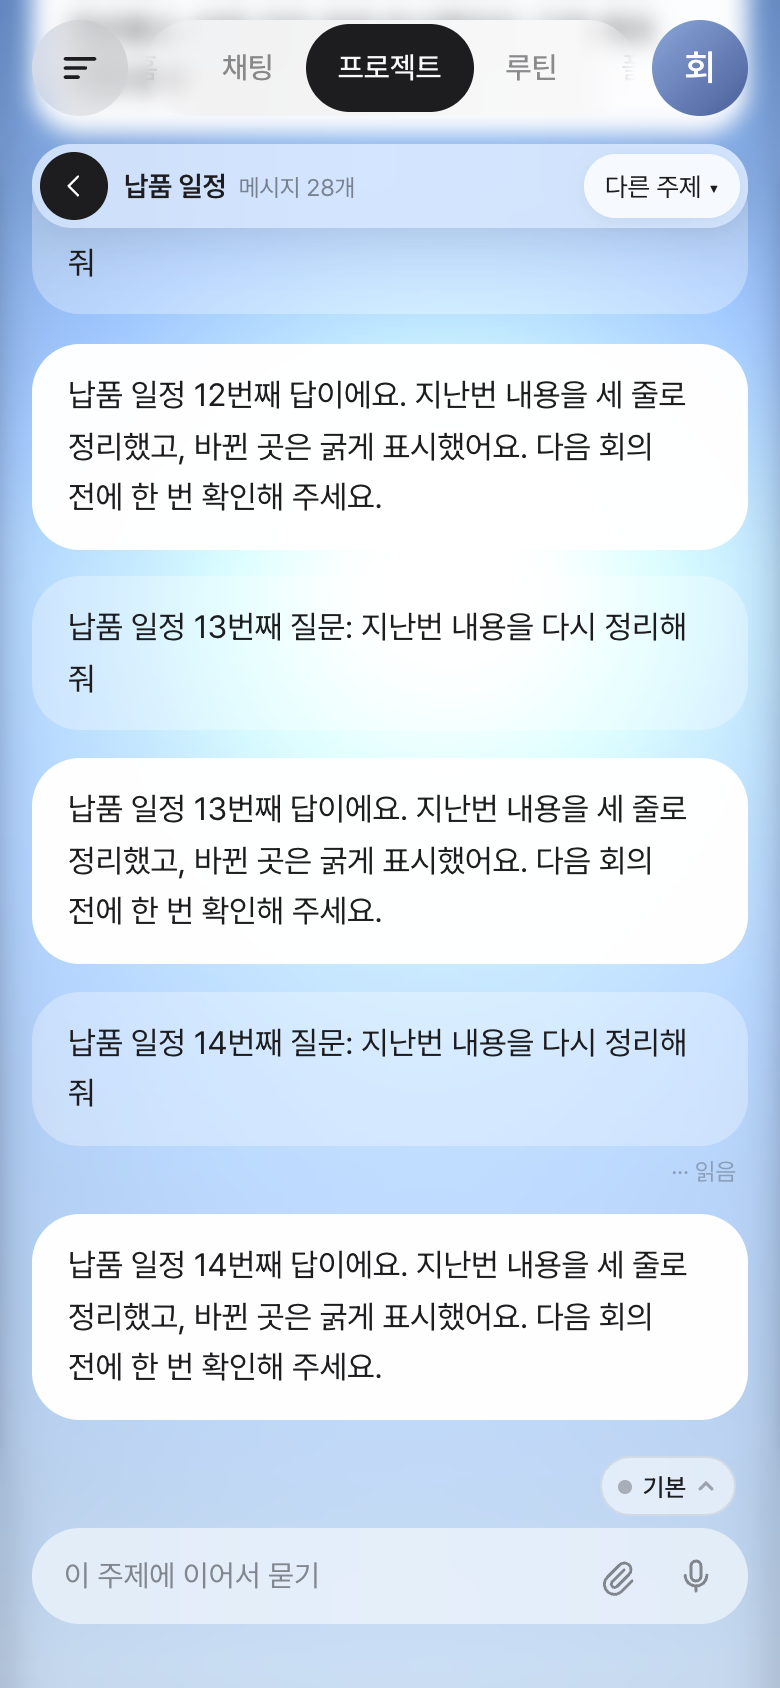 채팅
프로젝트
루틴
회
납품 일정 메시지 28개
다른 주제 ▾
줘
납품 일정 12번째 답이에요. 지난번 내용을 세 줄로
정리했고, 바뀐 곳은 굵게 표시했어요. 다음 회의
전에 한 번 확인해 주세요.
납품 일정 13번째 질문: 지난번 내용을 다시 정리해
줘
납품 일정 13번째 답이에요. 지난번 내용을 세 줄로
정리했고, 바뀐 곳은 굵게 표시했어요. 다음 회의
전에 한 번 확인해 주세요.
납품 일정 14번째 질문: 지난번 내용을 다시 정리해
줘
··· 읽음
납품 일정 14번째 답이에요. 지난번 내용을 세 줄로
정리했고, 바뀐 곳은 굵게 표시했어요. 다음 회의
전에 한 번 확인해 주세요.
기본
이 주제에 이어서 묻기